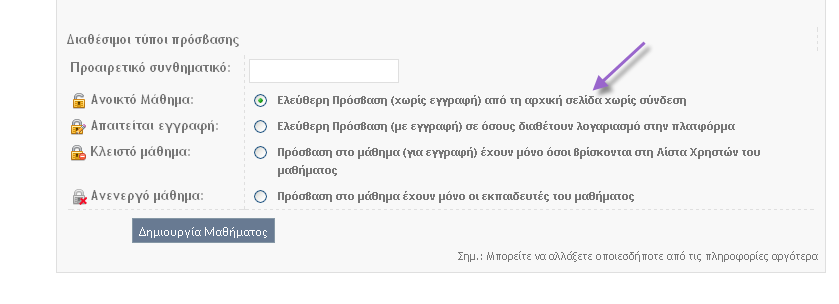 Διαθέσιμοι τύποι πρόσβασης
Προαιρετικό συνθηματικό:
Ανοικτό Μάθημα: Ελεύθερη Πρόσβαση (χωρίς εγγραφή) από τη αρχική σελίδα χωρίς σύνδεση
Απαιτείται εγγραφή: Ελεύθερη Πρόσβαση (με εγγραφή) σε όσους διαθέτουν λογαριασμό στην πλατφόρμα
Κλειστό μάθημα: Πρόσβαση στο μάθημα (για εγγραφή) έχουν μόνο όσοι βρίσκονται στη Λίστα Χρηστών του
μαθήματος
Ανενεργό μάθημα: Πρόσβαση στο μάθημα έχουν μόνο οι εκπαιδευτές του μαθήματος
Δημιουργία Μαθήματος
Σημ.: Μπορείτε να αλλάξετε οποιεσδήποτε από τις πληροφορίες αργότερα